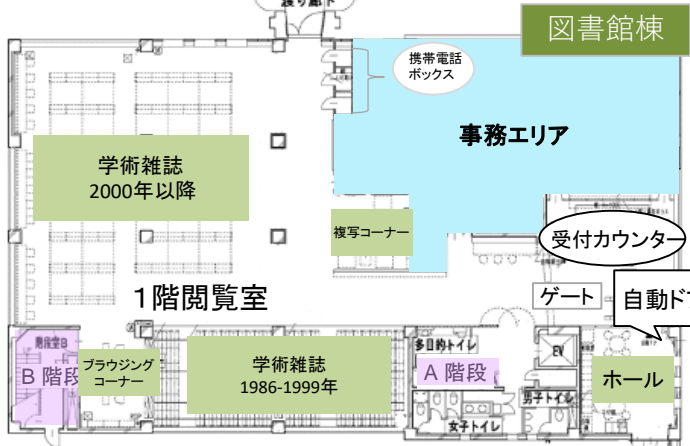 渡り廊下
図書館棟
携帯電話
ボックス
事務エリア
学術雑誌
2000年以降
複写コーナー
受付カウンター
1階閲覧室
ゲート
自動ド
階段室B
B 階段
ブラウジング
コーナー
学術雑誌
1986-1999年
多目的トイレ
A 階段
EV
ホール
男子トイレ
女子トイレ